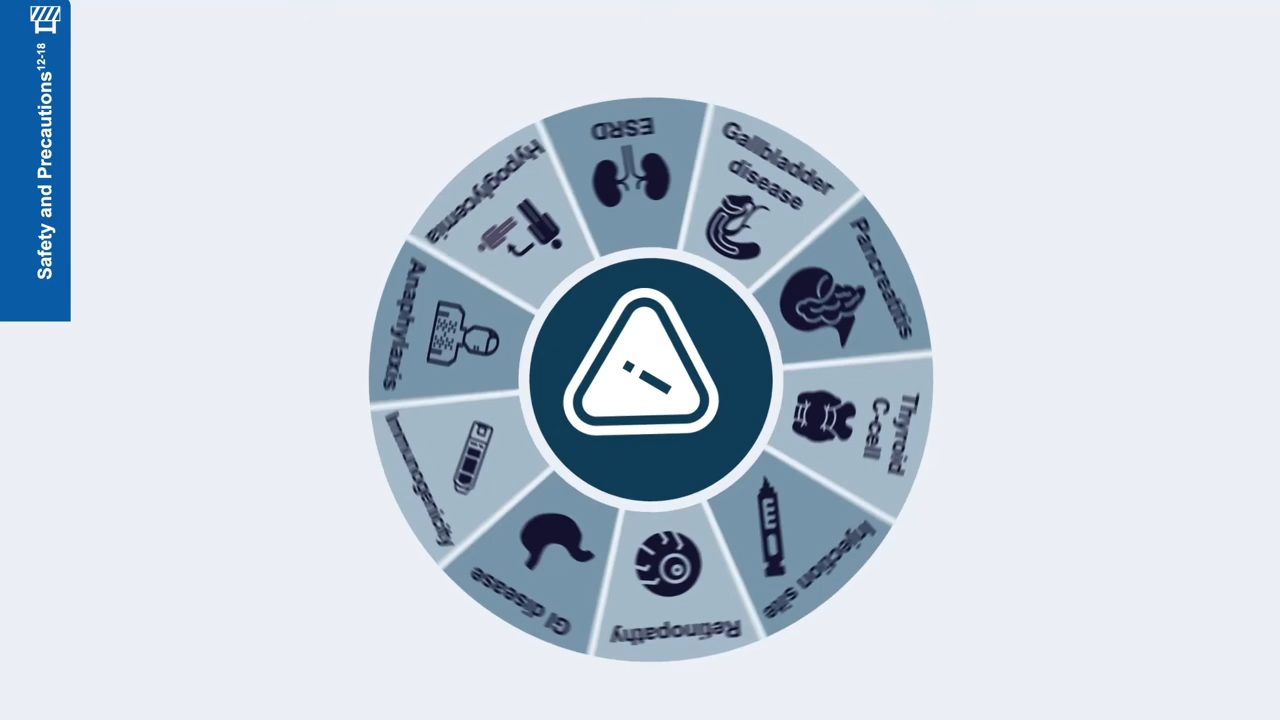 Safety and Precautions12-18
ESRD
Gallbladder
disease
Pancreatitis
Thyroid
C-cell
Injection site
Retinopathy
GI disease
Immunogenicity
Anaphylaxis
Hypoglycemia